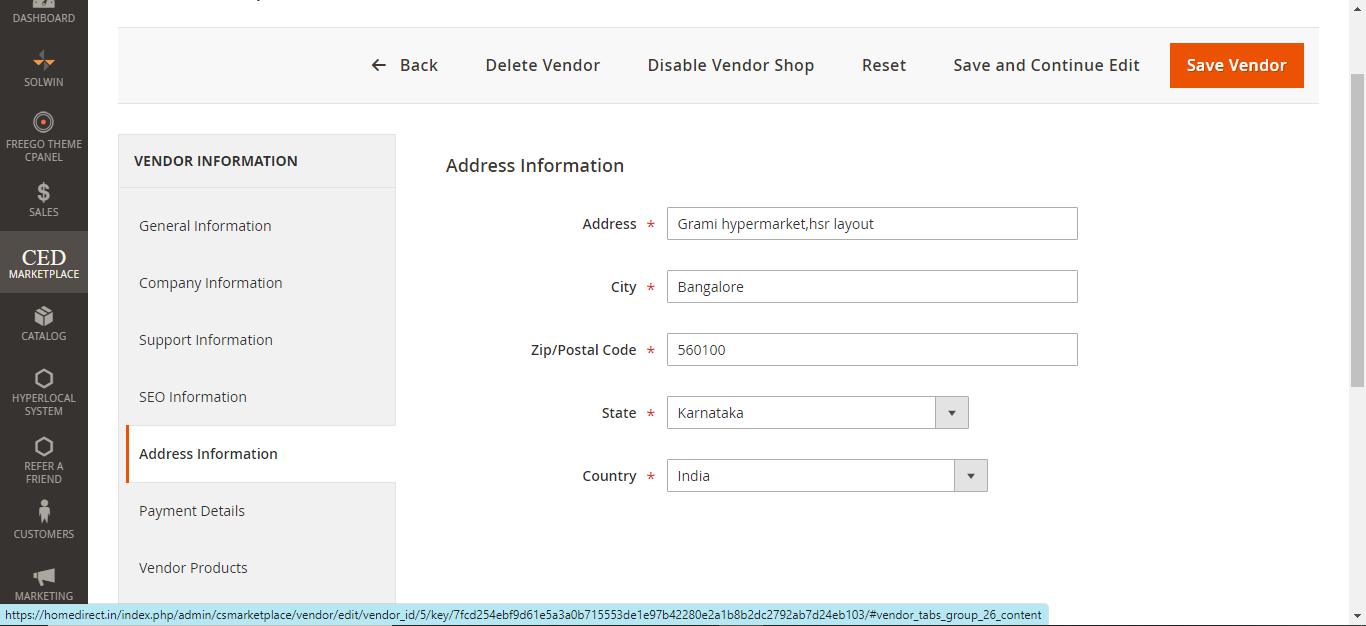 DASHBOARD
SOLWIN
FREEGO THEME
CPANEL
$
SALES
CED
MARKETPLACE
CATALOG
HYPERLOCAL
SYSTEM
REFER A
FRIEND
CUSTOMERS
MARKETING
← Back Delete Vendor Disable Vendor Shop Reset Save and Continue Edit Save Vendor
VENDOR INFORMATION
General Information
Company Information
Support Information
SEO Information
Address Information
Payment Details
Vendor Products
Address Information
Address * Grami hypermarket,hsr layout
City * Bangalore
Zip/Postal Code * 560100
State * Karnataka
Country * India
https://homedirect.in/index.php/admin/csmarketplace/vendor/edit/vendor_id/5/key/7fcd254ebf9d61e5a3a0b715553de1e97b42280e2a1b8b2dc2792ab7d24eb103/#vendor_tabs_group_26_content